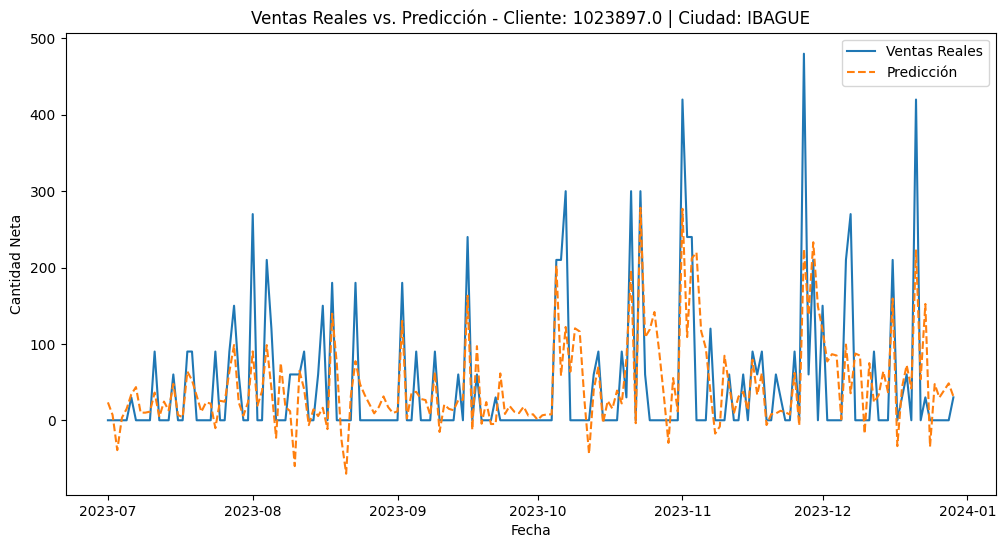 Ventas Reales vs. Predicción - Cliente: 1023897.0 | Ciudad: IBAGUE
Ventas Reales
Predicción
Cantidad Neta
500
400
300
200
100
0
2023-07
2023-08
2023-09
2023-10
2023-11
2023-12
2024-01
Fecha